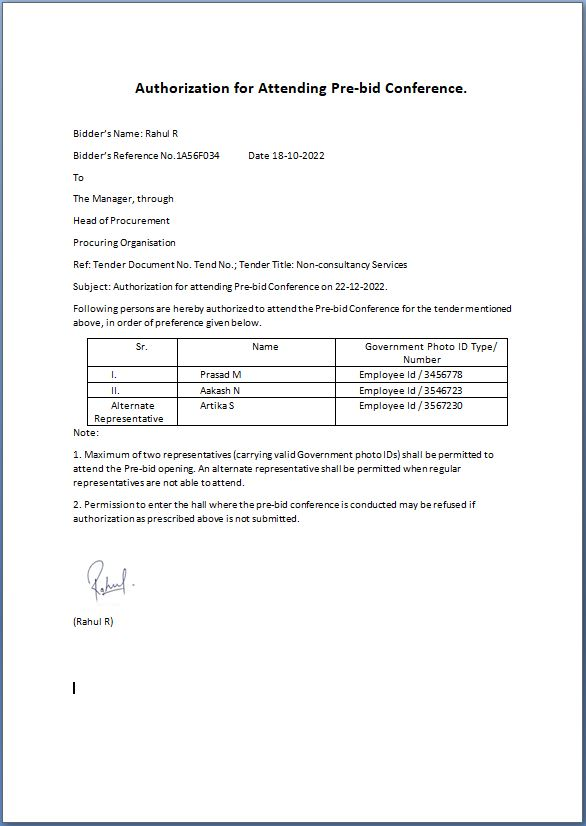 Authorization for Attending Pre-bid Conference.
Bidder's Name: Rahul R
Bidder's Reference No.1A56F034 Date 18-10-2022
To
The Manager, through
Head of Procurement
Procuring Organisation
Ref: Tender Document No. Tend No.; Tender Title: Non-consultancy Services
Subject: Authorization for attending Pre-bid Conference on 22-12-2022.
Following persons are hereby authorized to attend the Pre-bid Conference for the tender mentioned
above, in order of preference given below.
Sr. Name Government Photo ID Type/
Number
I. Prasad M Employee Id / 3456778
II. Aakash N Employee Id / 3546723
Alternate Artika S Employee Id / 3567230
Representative
Note:
1. Maximum of two representatives (carrying valid Government photo IDs) shall be permitted to
attend the Pre-bid opening. An alternate representative shall be permitted when regular
representatives are not able to attend.
2. Permission to enter the hall where the pre-bid conference is conducted may be refused if
authorization as prescribed above is not submitted.
Rahul.
(Rahul R)